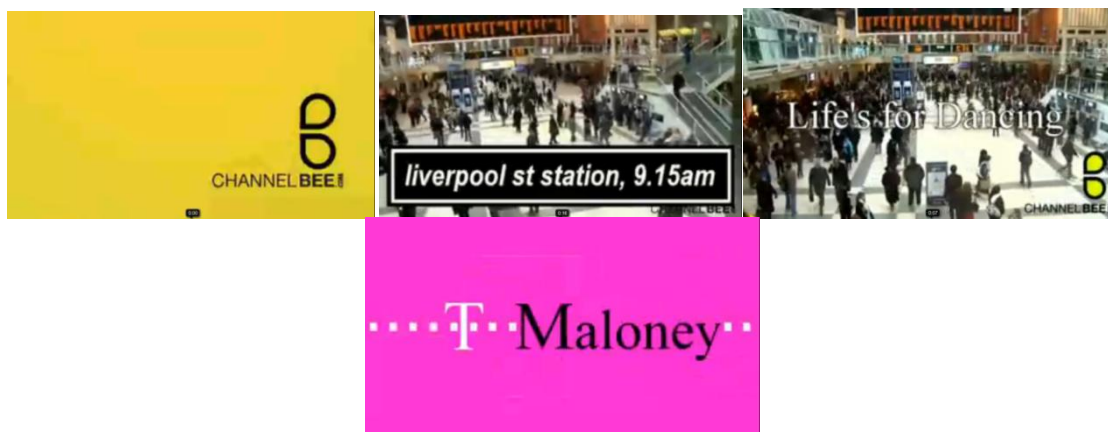 CHANNELBEE
liverpool st station, 9.15am
CHANNELBEE
Life's for Dancing
CHANNELBEE
T Maloney